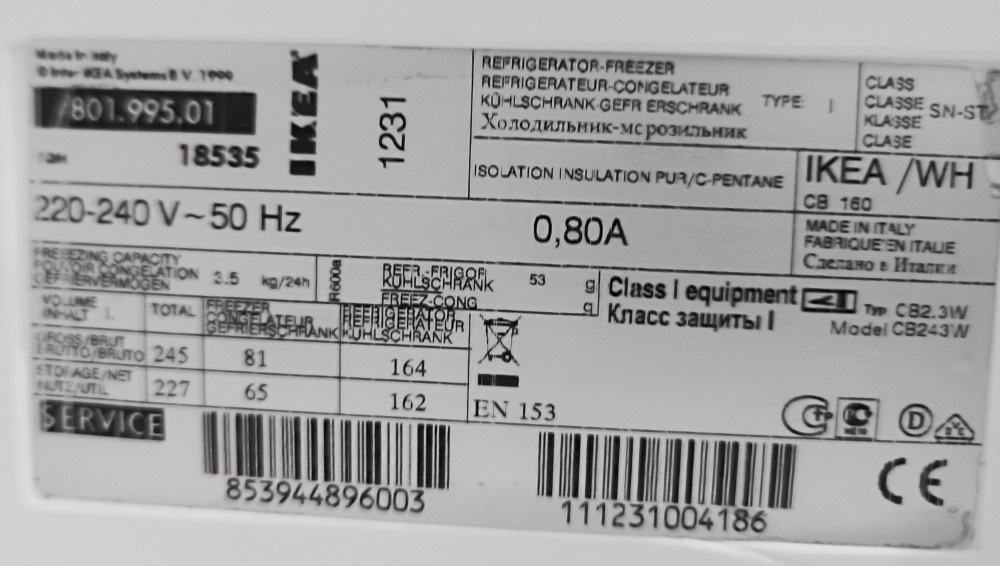 Made in Italy
© Inter IKEA Systems B.V. 1999
801.995.01
18535
IKEA
1231
REFRIGERATOR-FREEZER
REFRIGERATEUR-CONGELATEUR
KÜHLSCHRANK-GEFRIERSCHRANK
Холодильник-морозильник
TYPE I
CLASS
CLASSE SN-ST
KLASSE
CLASE
ISOLATION INSULATION PUR/C-PENTANE
IKEA /WH
CB 160
220-240 V~50 Hz
0,80A
MADE IN ITALY
FABRIQUE'EN ITALIE
Сделано в Италии
FREEZING CAPACITY
POUVOIR CONGELATION 3.5 kg/24h
GEFRIERVERMÖGEN
R600a
REFR.-FRIGOR 53 g
KÜHLSCHRANK
FREEZ-CONG g
Class I equipment
Класс защиты I
Typ CB2.3W
Model CB243W
VOLUME
INHALT L
TOTAL
FREEZER
CONGELATEUR
GEFRIERSCHRANK
REFRIGERATOR
REFRIGERATEUR
KUHLSCHRANK
GROSS/BRUT
BRUTTO/BRUTO 245 81 164
STORAGE/NET
NUTZ/UTIL 227 65 162
EN 153
SERVICE
853944896003
111231004186
D
CE